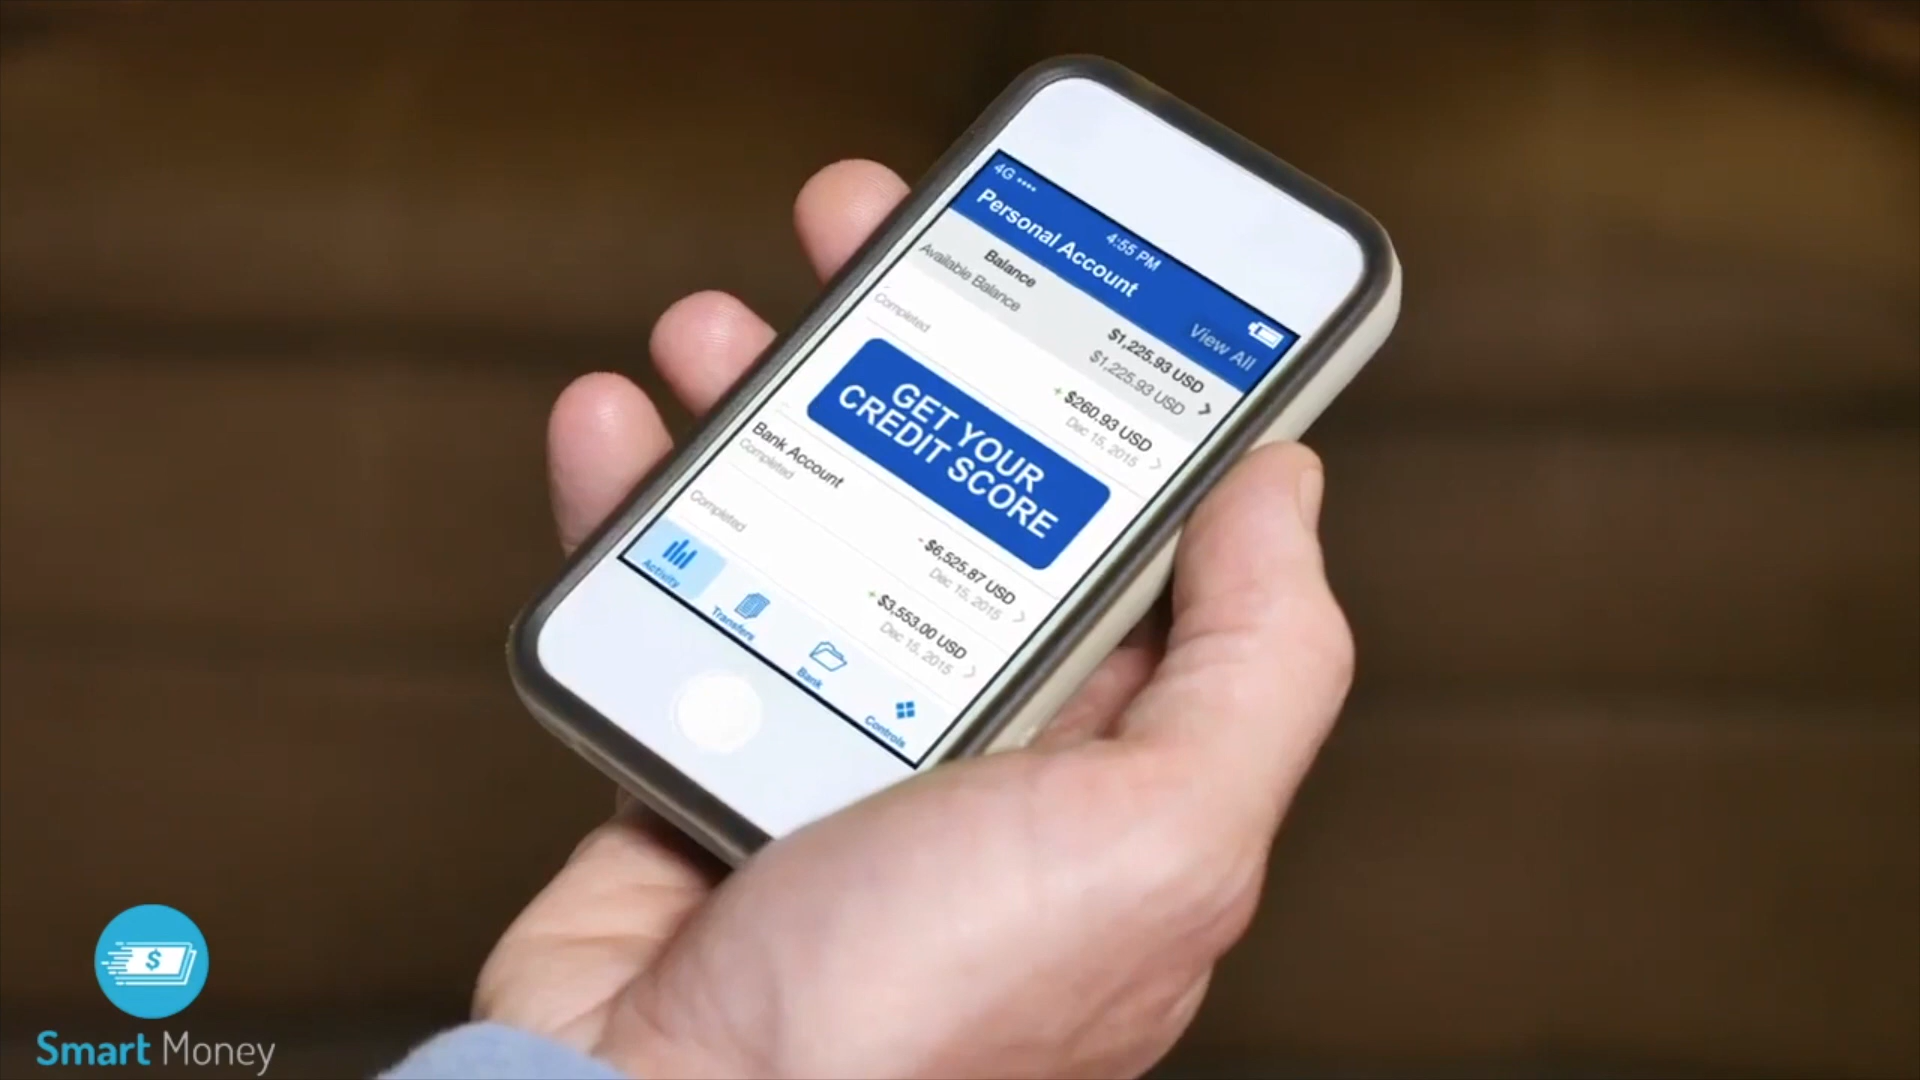 4G
4:55 PM
Personal Account
View All
Balance
$1,225.93 USD
Available Balance
$1,225.93 USD
+ $260.93 USD
Completed
Dec 15, 2015
GET YOUR
CREDIT SCORE
Bank Account
- $6,525.87 USD
Completed
Dec 15, 2015
+ $3,553.00 USD
Completed
Dec 15, 2015
Activity
Transfers
Bank
Controls
$
Smart Money